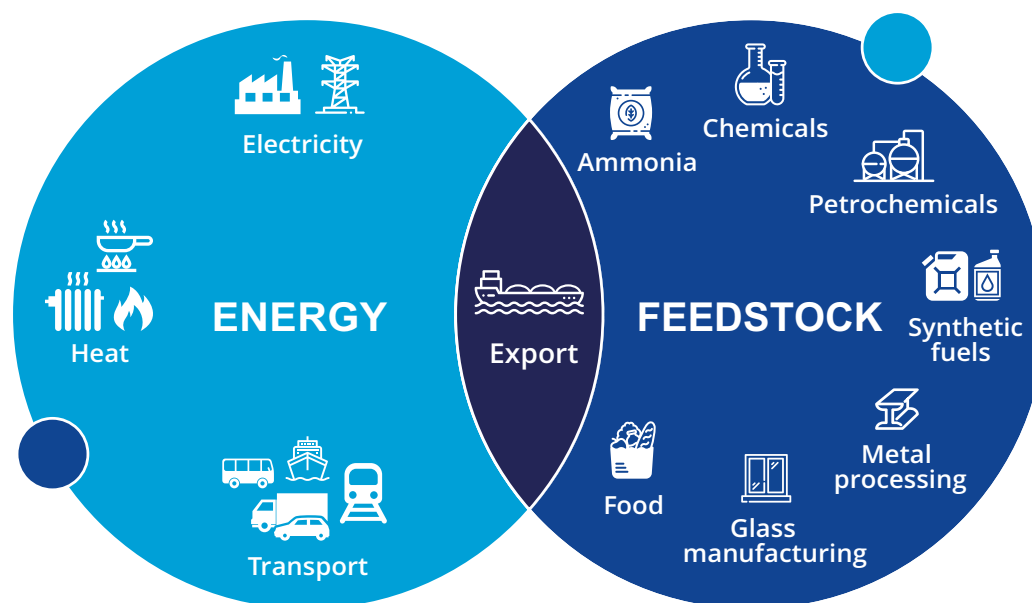 Electricity
Heat
ENERGY
Transport
Export
Ammonia
Chemicals
Petrochemicals
FEEDSTOCK
Synthetic
fuels
Metal
processing
Glass
manufacturing
Food